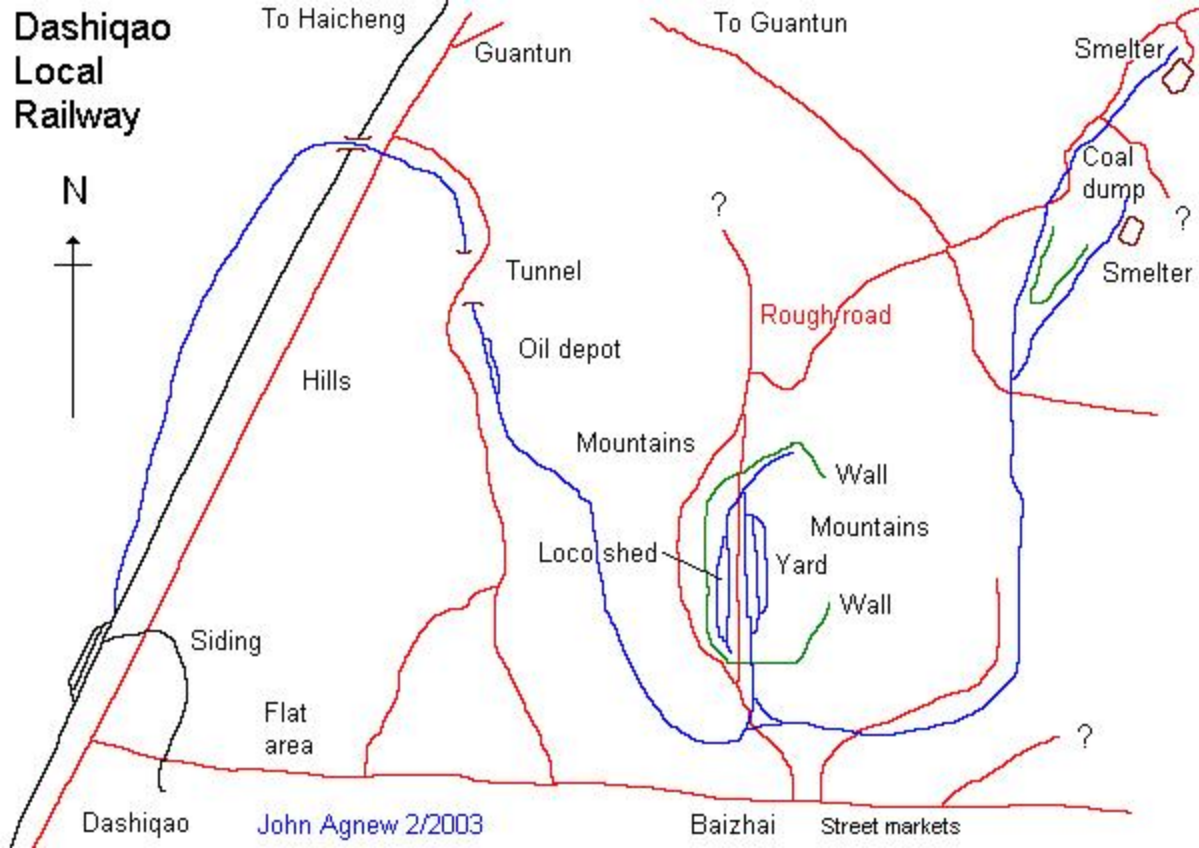 Dashiqao
Local
Railway
To Haicheng
Guantun
To Guantun
Smelter
Coal
dump
N
?
?
Tunnel
Smelter
Rough road
Oil depot
Hills
Mountains
Wall
Mountains
Loco shed
Yard
Wall
Siding
Flat
area
?
Dashiqao
John Agnew 2/2003
Baizhai
Street markets